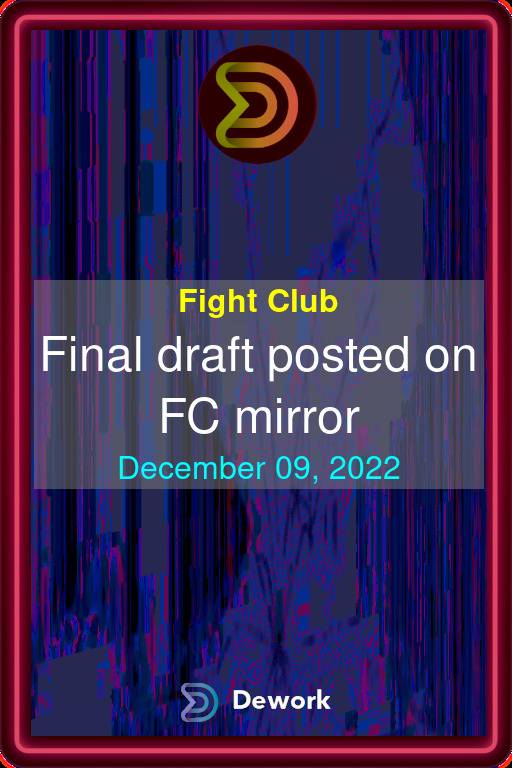 Fight Club
Final draft posted on
FC mirror
December 09, 2022
Dework